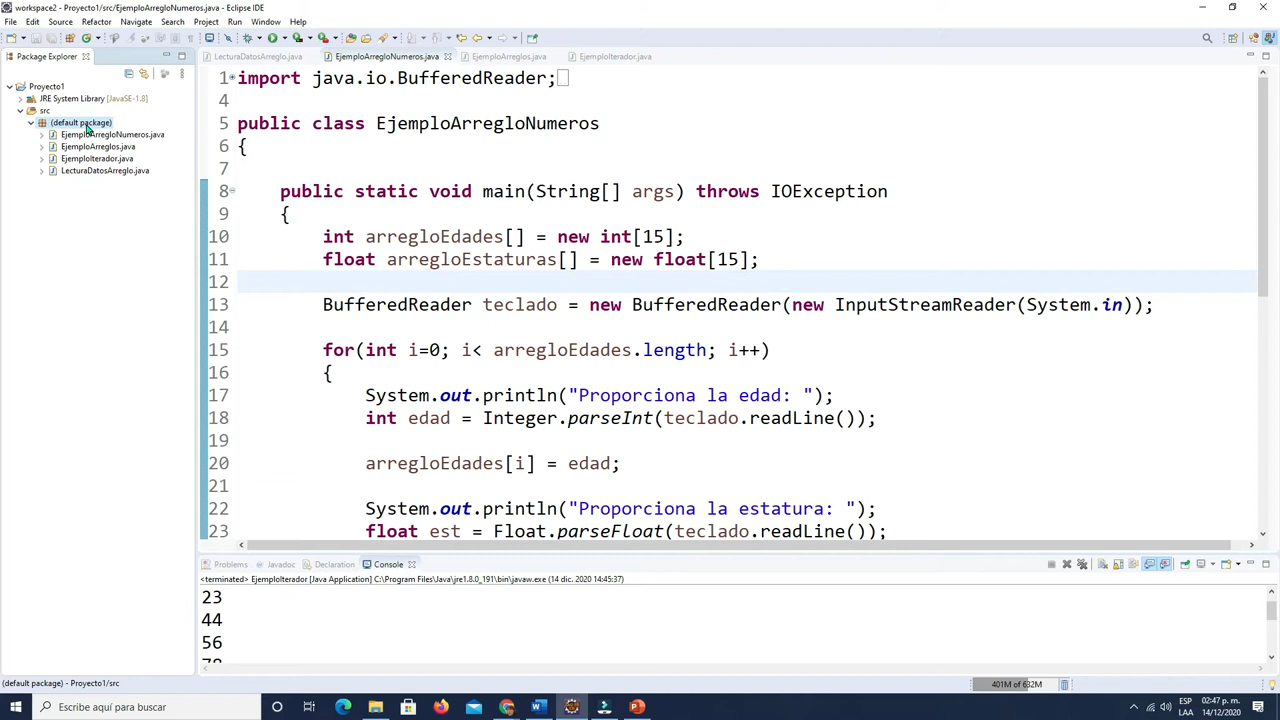 workspace2 - Proyecto1/src/EjemploArregloNumeros.java - Eclipse IDE
File Edit Source Refactor Navigate Search Project Run Window Help
Package Explorer
LecturaDatosArreglo.java EjemploArregloNumeros.java EjemploArreglos.java EjemploIterador.java
Proyecto1
JRE System Library [JavaSE-1.8]
src
(default package)
EjemploArregloNumeros.java
EjemploArreglos.java
EjemploIterador.java
LecturaDatosArreglo.java
1 import java.io.BufferedReader;
4
5 public class EjemploArregloNumeros
6 {
7
8 public static void main(String[] args) throws IOException
9 {
10 int arregloEdades[] = new int[15];
11 float arregloEstaturas[] = new float[15];
12
13 BufferedReader teclado = new BufferedReader(new InputStreamReader(System.in));
14
15 for(int i=0; i< arregloEdades.length; i++)
16 {
17 System.out.println("Proporciona la edad: ");
18 int edad = Integer.parseInt(teclado.readLine());
19
20 arregloEdades[i] = edad;
21
22 System.out.println("Proporciona la estatura: ");
23 float est = Float.parseFloat(teclado.readLine());
Problems Javadoc Declaration Console
<terminated> EjemploIterador [Java Application] C:\Program Files\Java\jre1.8.0_191\bin\javaw.exe (14 dic. 2020 14:45:37)
23
44
56
(default package) - Proyecto1/src
401M of 632M
Escribe aquí para buscar
ESP
LAA
02:47 p. m.
14/12/2020